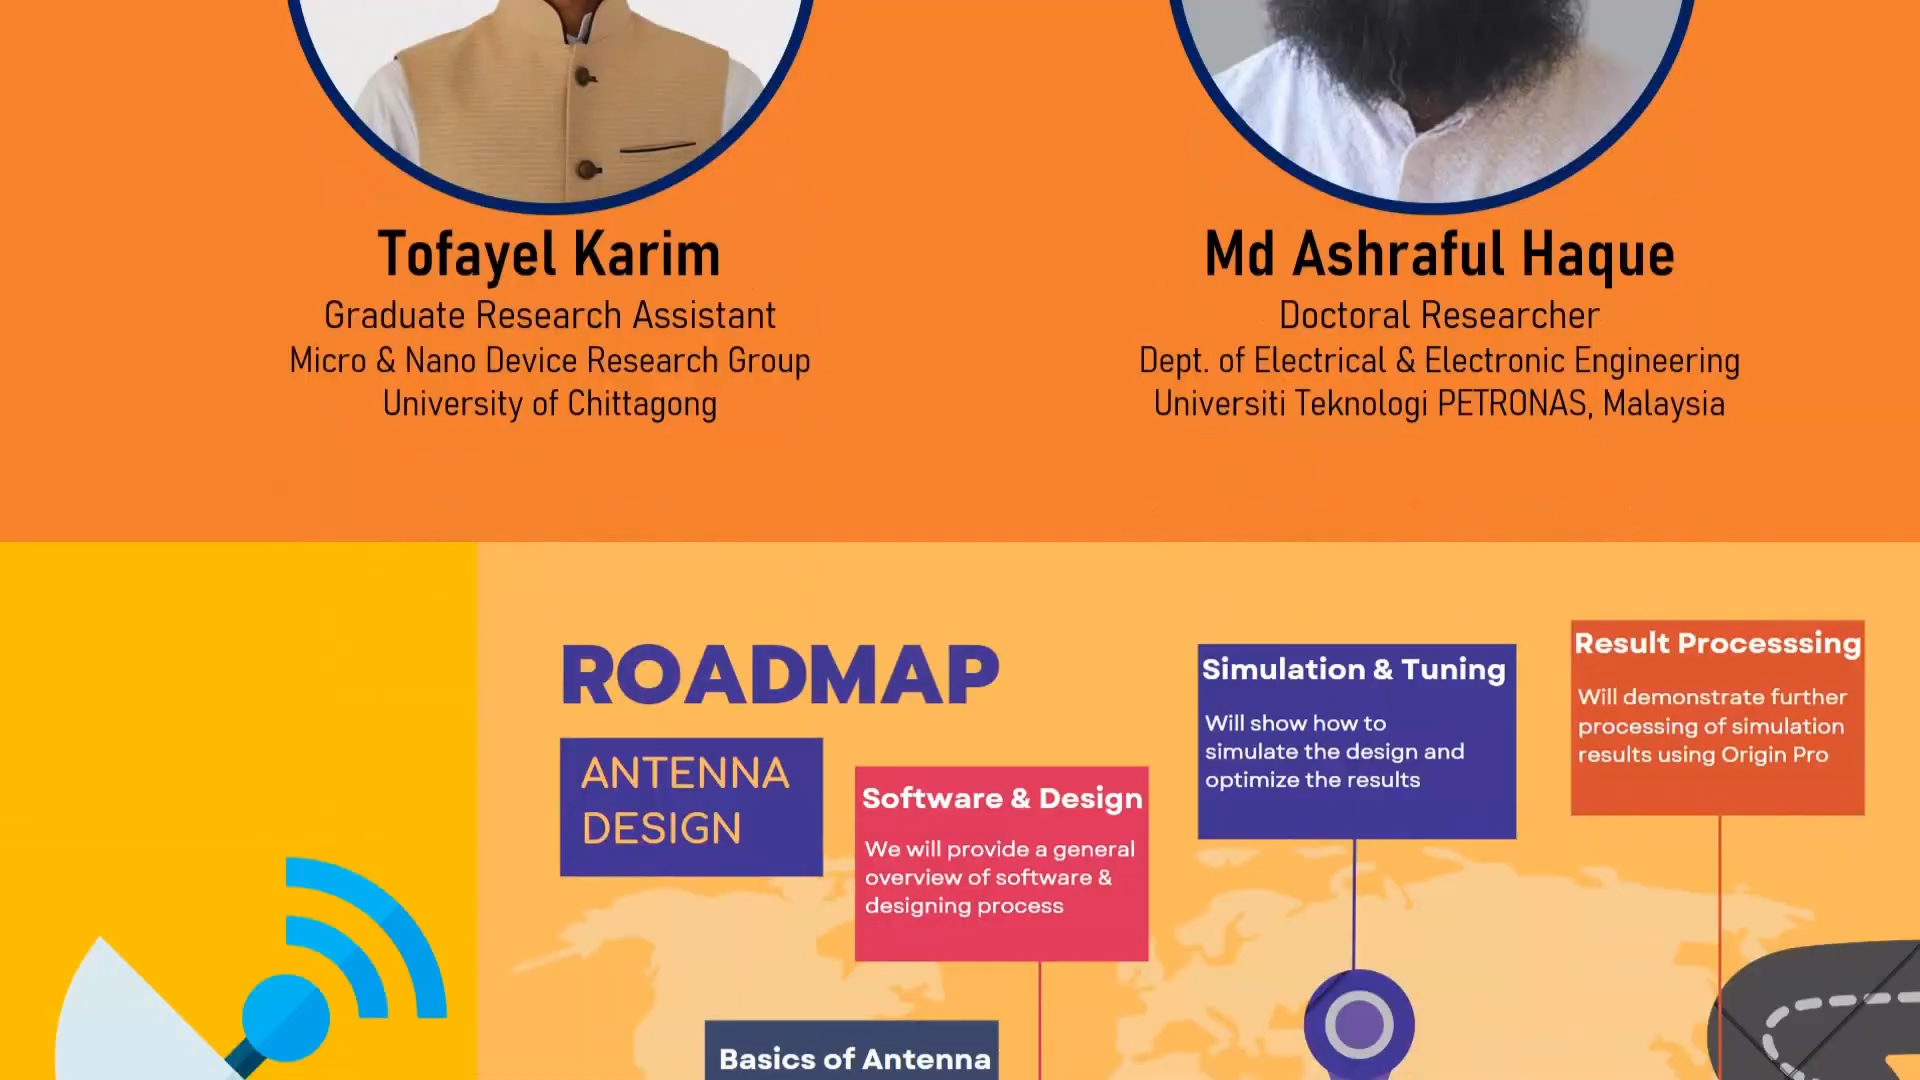 Tofayel Karim
Graduate Research Assistant
Micro & Nano Device Research Group
University of Chittagong
Md Ashraful Haque
Doctoral Researcher
Dept. of Electrical & Electronic Engineering
Universiti Teknologi PETRONAS, Malaysia
ROADMAP
ANTENNA
DESIGN
Basics of Antenna
Software & Design
We will provide a general
overview of software &
designing process
Simulation & Tuning
Will show how to
simulate the design and
optimize the results
Result Processsing
Will demonstrate further
processing of simulation
results using Origin Pro